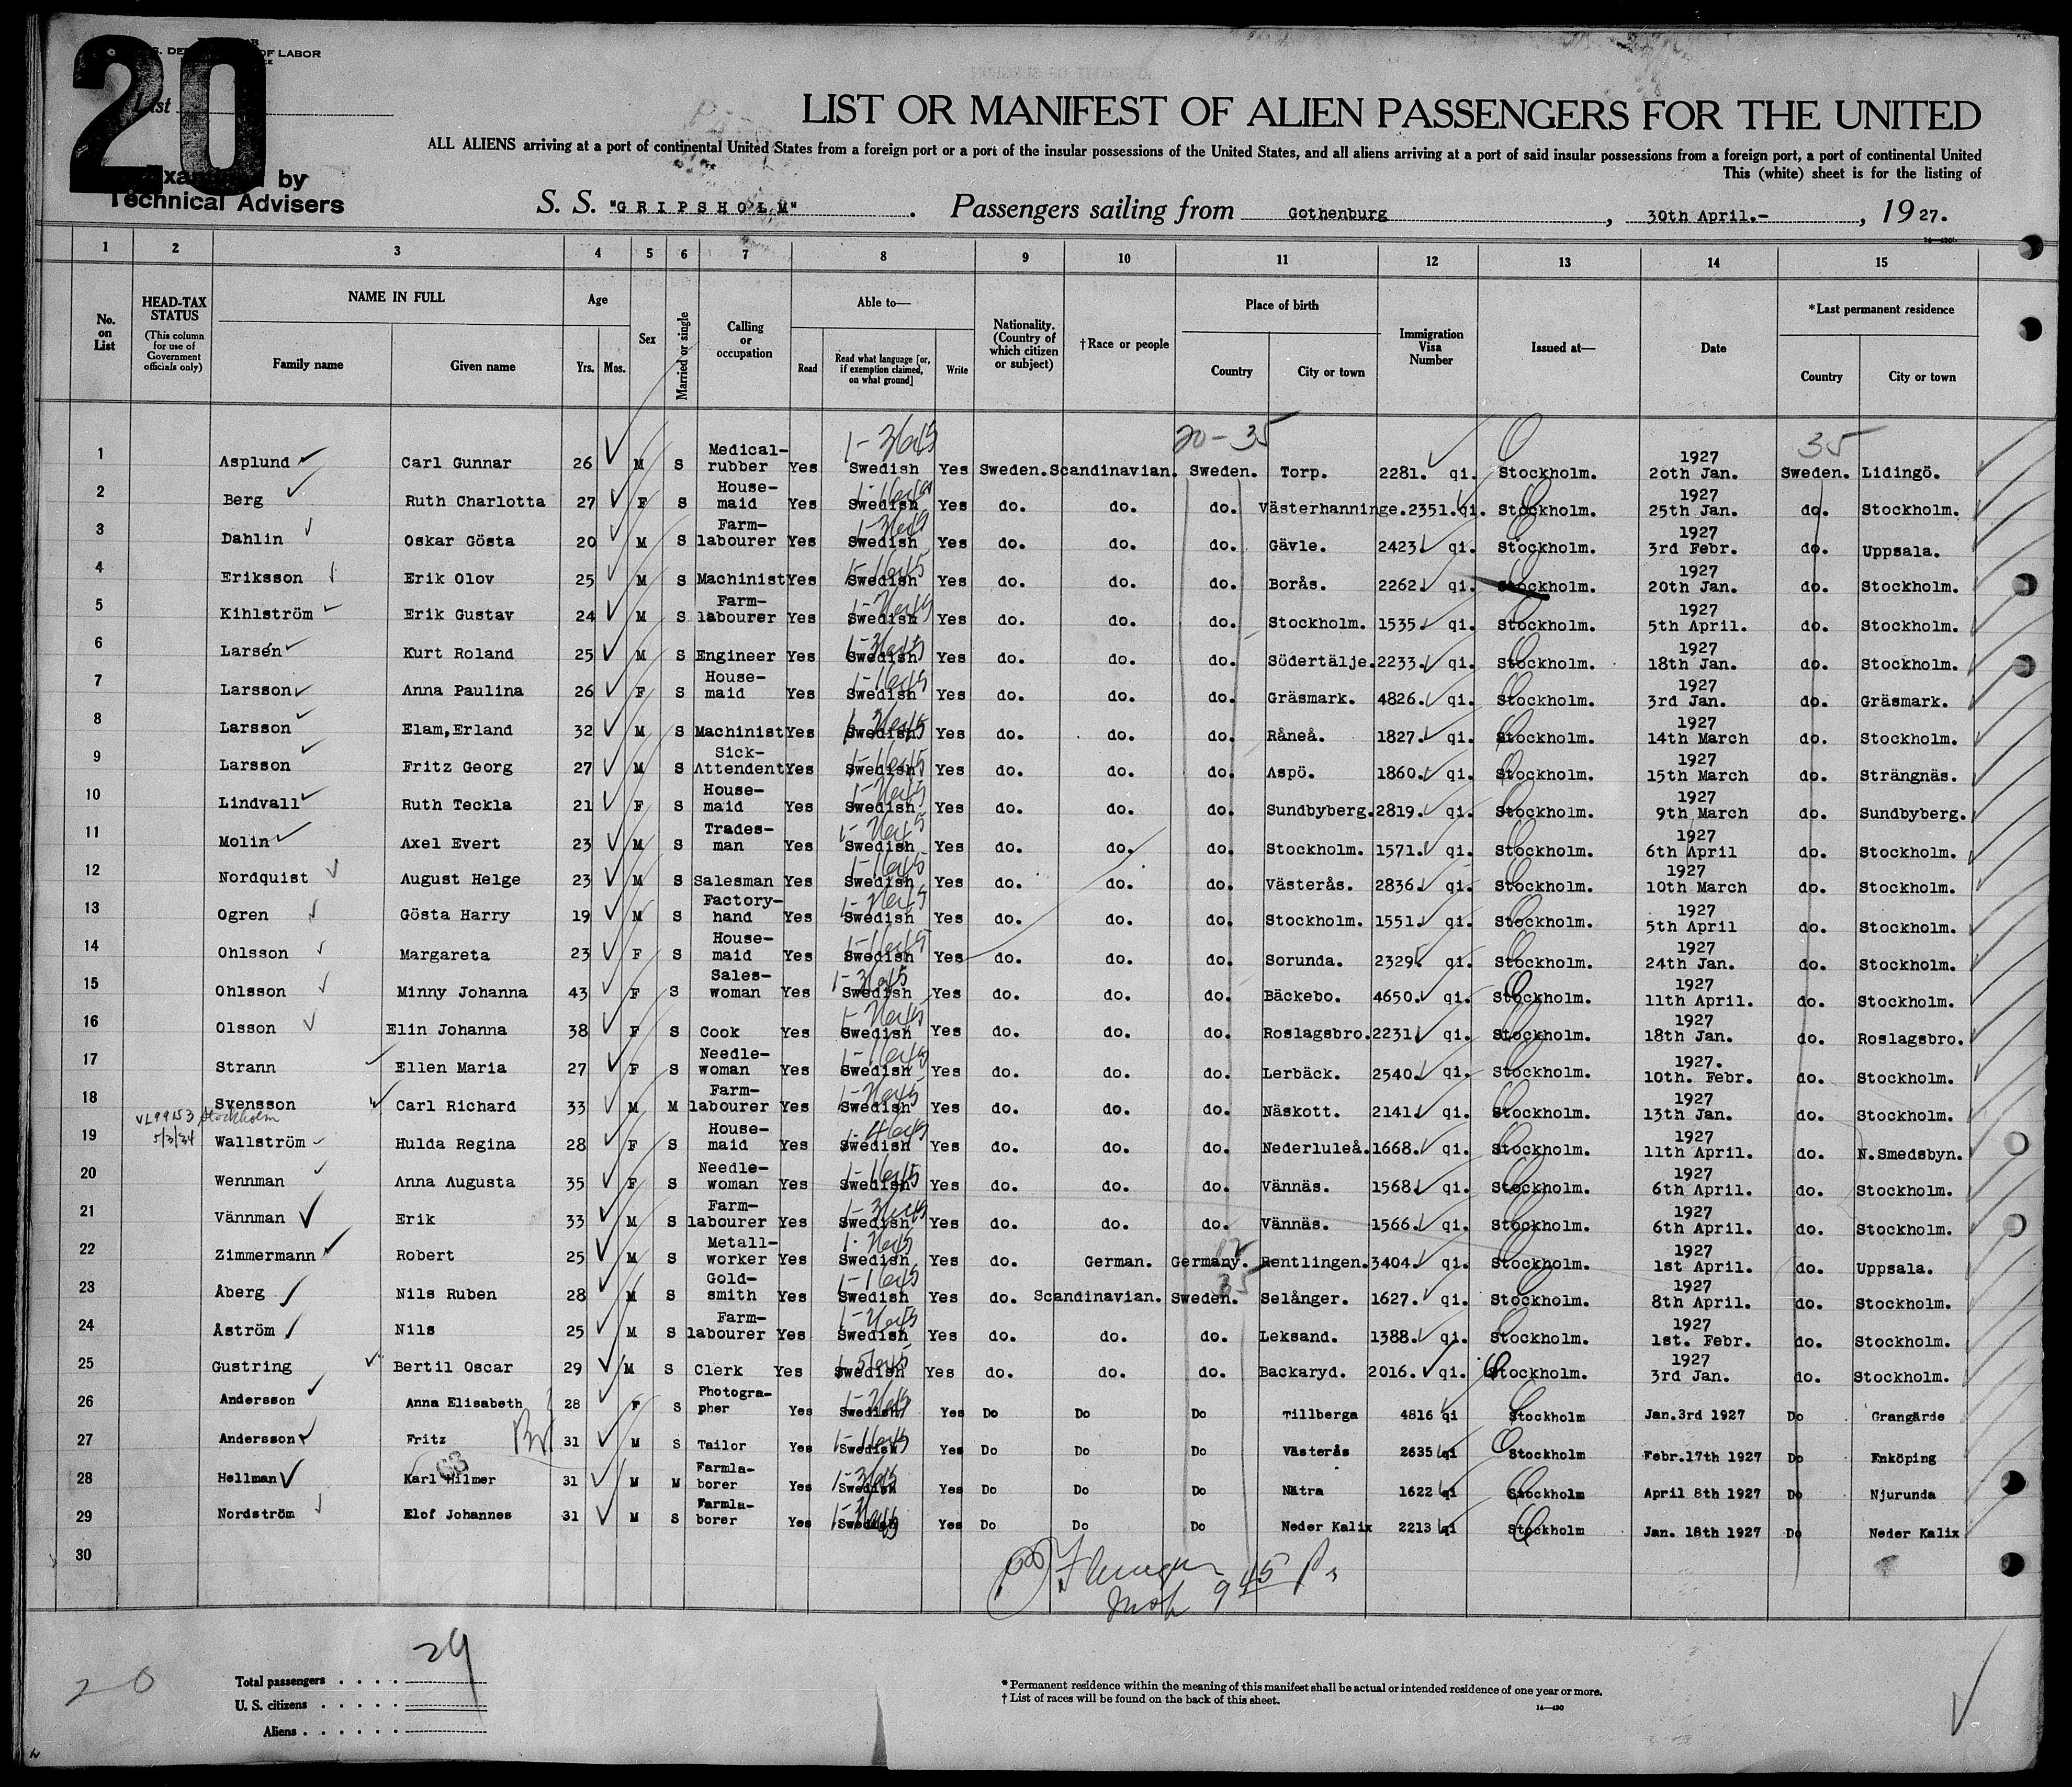 20
S. DEPARTMENT OF LABOR
List
Examined by
Technical Advisers
LIST OR MANIFEST OF ALIEN PASSENGERS FOR THE UNITED
ALL ALIENS arriving at a port of continental United States from a foreign port or a port of the insular possessions of the United States, and all aliens arriving at a port of said insular possessions from a foreign port, a port of continental United
This (white) sheet is for the listing of
S. S. "GRIPSHOLM". Passengers sailing from Gothenburg, 30th April.-, 1927.
1 2 3 4 5 6 7 8 9 10 11 12 13 14 15
No. on List
HEAD-TAX STATUS (This column for use of Government officials only)
NAME IN FULL Family name Given name
Age Yrs. Mos.
Sex
Married or single
Calling or occupation
Able to— Read Read what language [or, if exemption claimed, on what ground] Write
Nationality. (Country of which citizen or subject)
†Race or people
Place of birth Country City or town
Immigration Visa Number
Issued at—
Date
*Last permanent residence Country City or town
20-35 35
1 Asplund Carl Gunnar 26 M S Medical-rubber Yes Swedish Yes Sweden. Scandinavian. Sweden. Torp. 2281. qi. Stockholm. 1927 20th Jan. Sweden. Lidingö.
2 Berg Ruth Charlotta 27 F S House-maid Yes Swedish Yes do. do. do. Västerhanninge. 2351. qi. Stockholm. 1927 25th Jan. do. Stockholm.
3 Dahlin Oskar Gösta 20 M S Farm-labourer Yes Swedish Yes do. do. do. Gävle. 2423. qi. Stockholm. 1927 3rd Febr. do. Uppsala.
4 Eriksson Erik Olov 25 M S Machinist Yes Swedish Yes do. do. do. Borås. 2262. qi. Stockholm. 1927 20th Jan. do. Stockholm.
5 Kihlström Erik Gustav 24 M S Farm-labourer Yes Swedish Yes do. do. do. Stockholm. 1535. qi. Stockholm. 1927 5th April. do. Stockholm.
6 Larsén Kurt Roland 25 M S Engineer Yes Swedish Yes do. do. do. Södertälje. 2233. qi. Stockholm. 1927 18th Jan. do. Stockholm.
7 Larsson Anna Paulina 26 F S House-maid Yes Swedish Yes do. do. do. Gräsmark. 4826. qi. Stockholm. 1927 3rd Jan. do. Gräsmark.
8 Larsson Elam,Erland 32 M S Machinist Yes Swedish Yes do. do. do. Råneå. 1827. qi. Stockholm. 1927 14th March do. Stockholm.
9 Larsson Fritz Georg 27 M S Sick-Attendent Yes Swedish Yes do. do. do. Aspö. 1860. qi. Stockholm. 1927 15th March do. Strängnäs.
10 Lindvall Ruth Teckla 21 F S House-maid Yes Swedish Yes do. do. do. Sundbyberg. 2819. qi. Stockholm. 1927 9th March do. Sundbyberg.
11 Molin Axel Evert 23 M S Trades-man Yes Swedish Yes do. do. do. Stockholm. 1571. qi. Stockholm. 1927 6th April do. Stockholm.
12 Nordquist August Helge 23 M S Salesman Yes Swedish Yes do. do. do. Västerås. 2836. qi. Stockholm. 1927 10th March do. Stockholm.
13 Ogren Gösta Harry 19 M S Factory-hand Yes Swedish Yes do. do. do. Stockholm. 1551. qi. Stockholm. 1927 5th April do. Stockholm.
14 Ohlsson Margareta 23 F S House-maid Yes Swedish Yes do. do. do. Sorunda. 2329. qi. Stockholm. 1927 24th Jan. do. Stockholm.
15 Ohlsson Minny Johanna 43 F S Sales-woman Yes Swedish Yes do. do. do. Bäckebo. 4650. qi. Stockholm. 1927 11th April. do. Stockholm.
16 Olsson Elin Johanna 38 F S Cook Yes Swedish Yes do. do. do. Roslagsbro. 2231 qi. Stockholm. 1927 18th Jan. do. Roslagsbro.
17 Strann Ellen Maria 27 F S Needle-woman Yes Swedish Yes do. do. do. Lerbäck. 2540. qi. Stockholm. 1927. 10th. Febr. do. Stockholm.
18 Svensson Carl Richard 33 M M Farm-labourer Yes Swedish Yes do. do. do. Näskott. 2141. qi. Stockholm. 1927 13th Jan. do. Stockholm.
VL99153 Stockholm
5/3/34
19 Wallström Hulda Regina 28 F S House-maid Yes Swedish Yes do. do. do. Nederluleå. 1668. qi. Stockholm. 1927 11th April. do. N.Smedsbyn.
20 Wennman Anna Augusta 35 F S Needle-woman Yes Swedish Yes do. do. do. Vännäs. 1568. qi. Stockholm. 1927 6th April. do. Stockholm.
21 Vännman Erik 33 M S Farm-labourer Yes Swedish Yes do. do. do. Vännäs. 1566. qi. Stockholm. 1927 6th April. do. Stockholm.
22 Zimmermann Robert 25 M S Metall-worker Yes Swedish Yes do. German. Germany. Rentlingen. 3404. qi. Stockholm. 1927 1st April. do. Uppsala.
23 Åberg Nils Ruben 28 M S Gold-smith Yes Swedish Yes do. Scandinavian. Sweden. Selånger. 1627. qi. Stockholm. 1927 8th April. do. Stockholm.
24 Åström Nils 25 M S Farm-labourer Yes Swedish Yes do. do. do. Leksand. 1388. qi. Stockholm. 1927 1st. Febr. do. Stockholm.
25 Gustring Bertil Oscar 29 M S Clerk Yes Swedish Yes do. do. do. Backaryd. 2016. qi. Stockholm. 1927 3rd Jan. do. Stockholm.
26 Andersson Anna Elisabeth 28 F S Photogra-pher Yes Swedish Yes Do Do Do Tillberga 4816 qi Stockholm Jan.3rd 1927 Do Grangärde
27 Andersson Fritz 31 M S Tailor Yes Swedish Yes Do Do Do Västerås 2635 qi Stockholm Febr.17th 1927 Do Enköping
28 Hellman Karl Hilmer 31 M M Farmla-borer Yes Swedish Yes Do Do Do Nätra 1622 qi Stockholm April 8th 1927 Do Njurunda
29 Nordström Elof Johannes 31 M S Farmla-borer Yes Swedish Yes Do Do Do Neder Kalix 2213 qi Stockholm Jan. 18th 1927 Do Neder Kalix
30
29
20
Total passengers
U. S. citizens
Aliens
* Permanent residence within the meaning of this manifest shall be actual or intended residence of one year or more.
† List of races will be found on the back of this sheet.
14—430